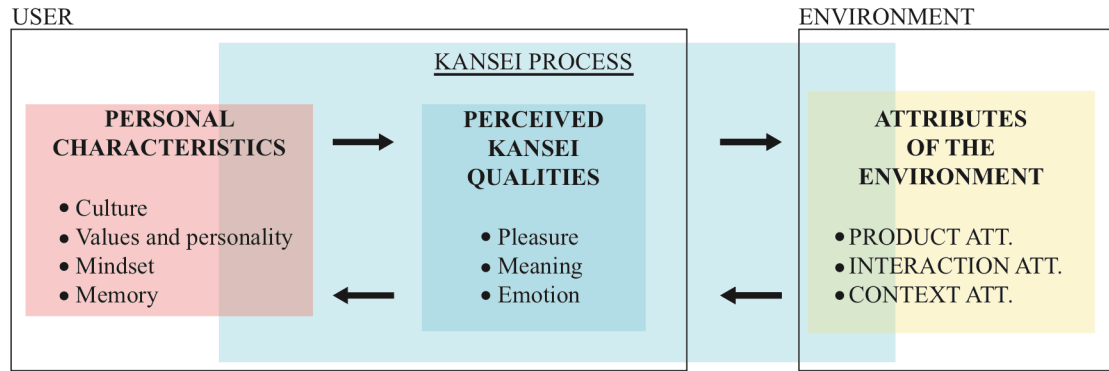 USER
ENVIRONMENT
KANSEI PROCESS
PERSONAL
CHARACTERISTICS
• Culture
• Values and personality
• Mindset
• Memory
PERCEIVED
KANSEI
QUALITIES
• Pleasure
• Meaning
• Emotion
ATTRIBUTES
OF THE
ENVIRONMENT
• PRODUCT ATT.
• INTERACTION ATT.
• CONTEXT ATT.